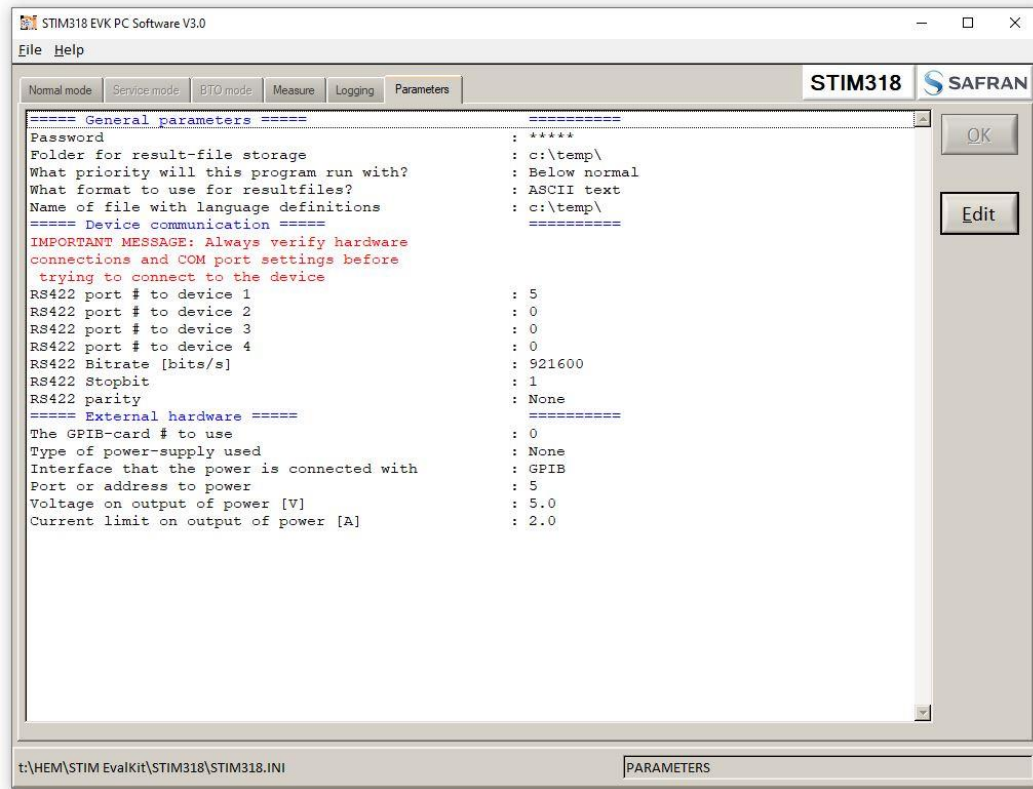 STIM318 EVK PC Software V3.0
File Help
Normal mode Service mode BTO mode Measure Logging Parameters STIM318 SAFRAN
===== General parameters ===== ==========
Password : *****
Folder for result-file storage : c:\temp\
What priority will this program run with? : Below normal
What format to use for resultfiles? : ASCII text
Name of file with language definitions : c:\temp\
===== Device communication ===== ==========
IMPORTANT MESSAGE: Always verify hardware
connections and COM port settings before
trying to connect to the device
RS422 port # to device 1 : 5
RS422 port # to device 2 : 0
RS422 port # to device 3 : 0
RS422 port # to device 4 : 0
RS422 Bitrate [bits/s] : 921600
RS422 Stopbit : 1
RS422 parity : None
===== External hardware ===== ==========
The GPIB-card # to use : 0
Type of power-supply used : None
Interface that the power is connected with : GPIB
Port or address to power : 5
Voltage on output of power [V] : 5.0
Current limit on output of power [A] : 2.0
OK
Edit
t:\HEM\STIM EvalKit\STIM318\STIM318.INI PARAMETERS